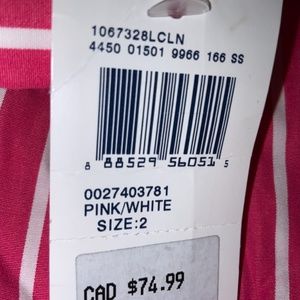 1067328LCLN
4450 01501 9966 166 SS
8 88529 56051 5
0027403781
PINK/WHITE
SIZE:2
CAD $74.99